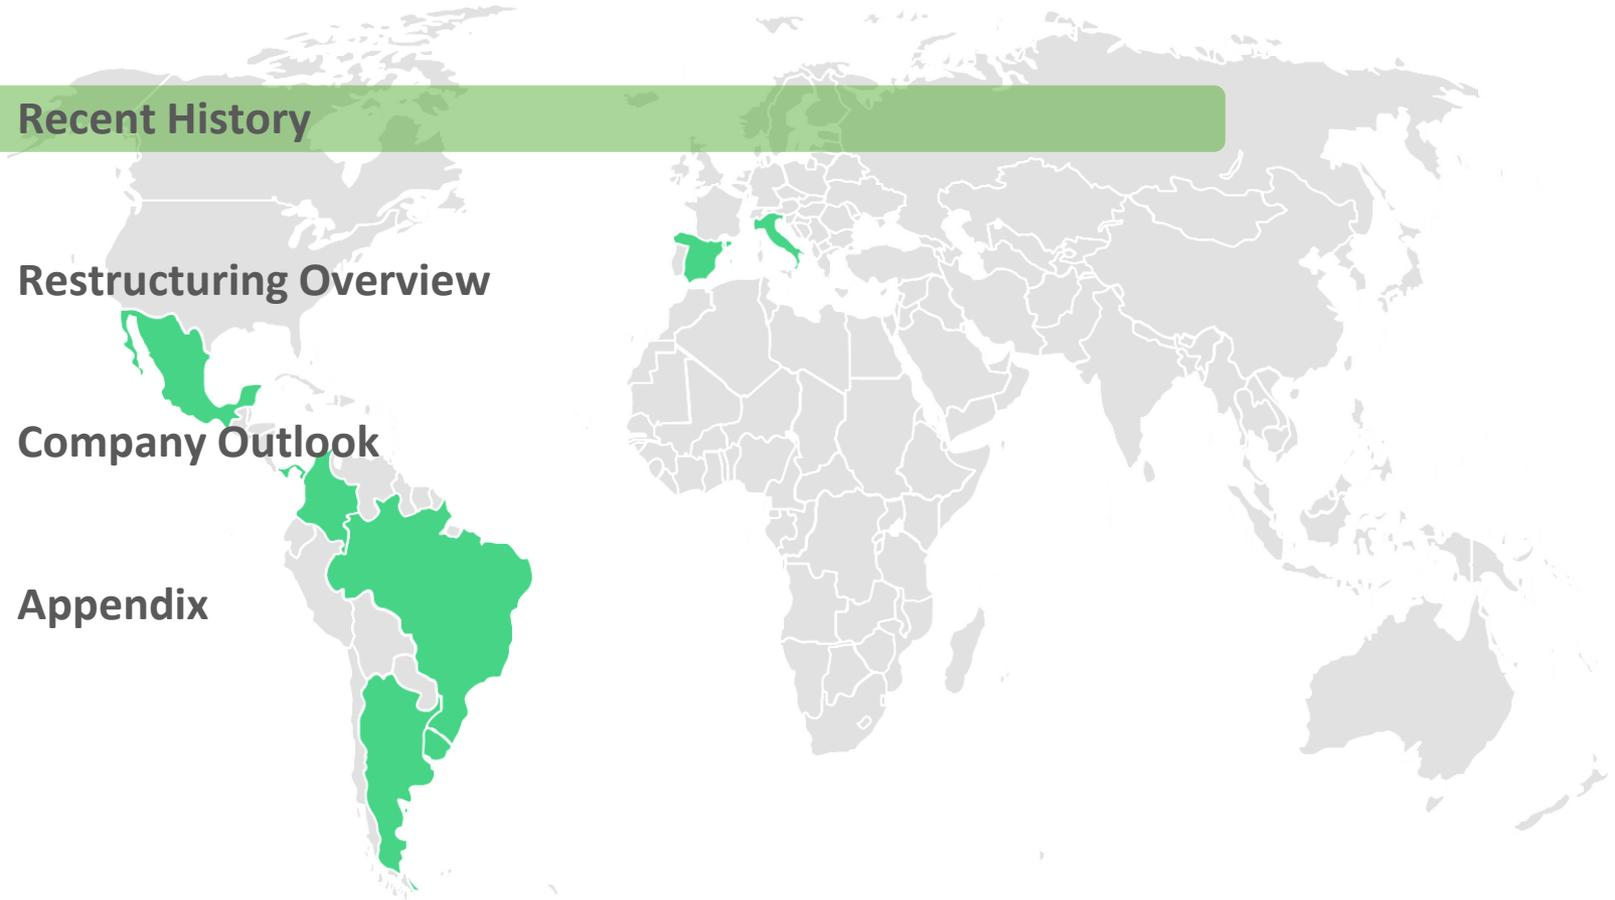 Recent History
Restructuring Overview
Company Outlook
Appendix